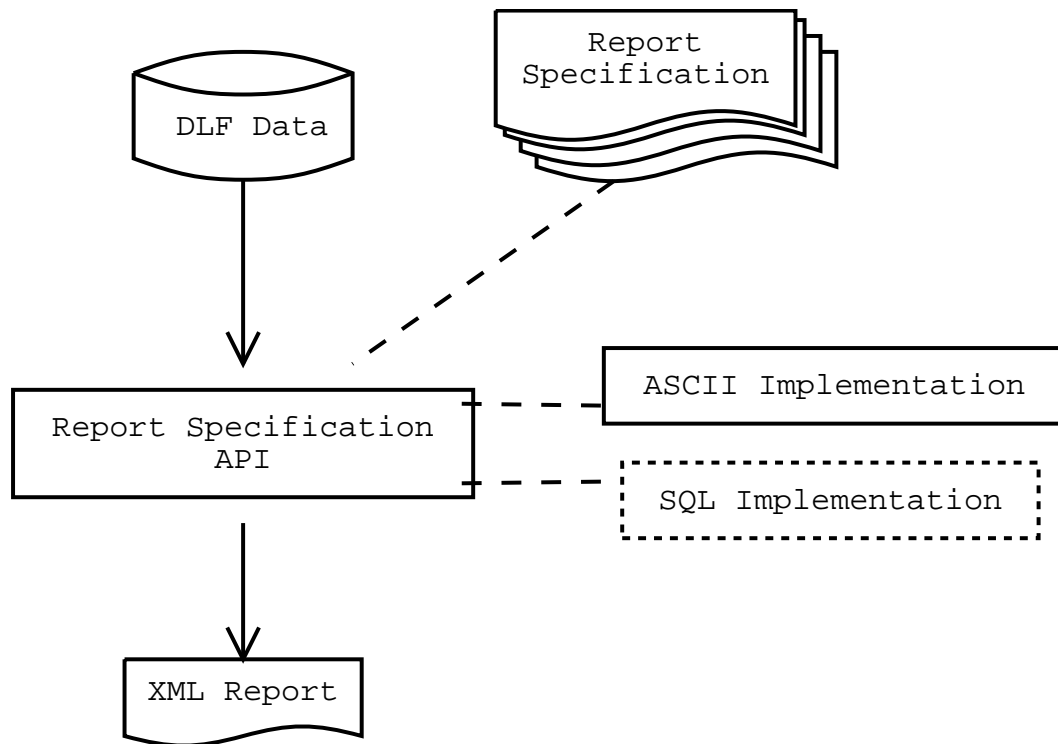 Report
Specification
DLF Data
ASCII Implementation
Report Specification
API
SQL Implementation
XML Report